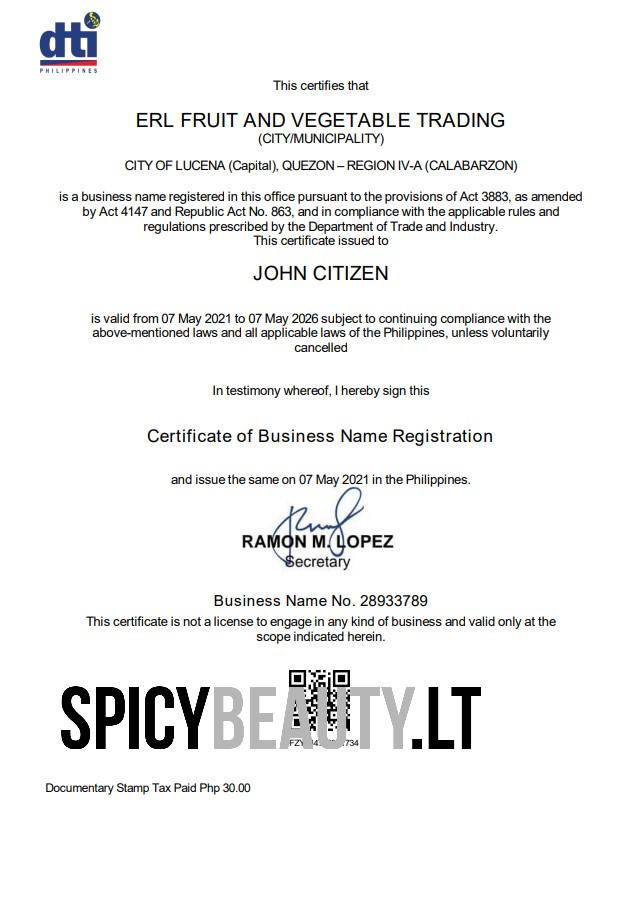 dti
PHILIPPINES
This certifies that
ERL FRUIT AND VEGETABLE TRADING
(CITY/MUNICIPALITY)
CITY OF LUCENA (Capital), QUEZON – REGION IV-A (CALABARZON)
is a business name registered in this office pursuant to the provisions of Act 3883, as amended
by Act 4147 and Republic Act No. 863, and in compliance with the applicable rules and
regulations prescribed by the Department of Trade and Industry.
This certificate issued to
JOHN CITIZEN
is valid from 07 May 2021 to 07 May 2026 subject to continuing compliance with the
above-mentioned laws and all applicable laws of the Philippines, unless voluntarily
cancelled
In testimony whereof, I hereby sign this
Certificate of Business Name Registration
and issue the same on 07 May 2021 in the Philippines.
RAMON M. LOPEZ
Secretary
Business Name No. 28933789
This certificate is not a license to engage in any kind of business and valid only at the
scope indicated herein.
SPICYBEAUTY.LT
Documentary Stamp Tax Paid Php 30.00